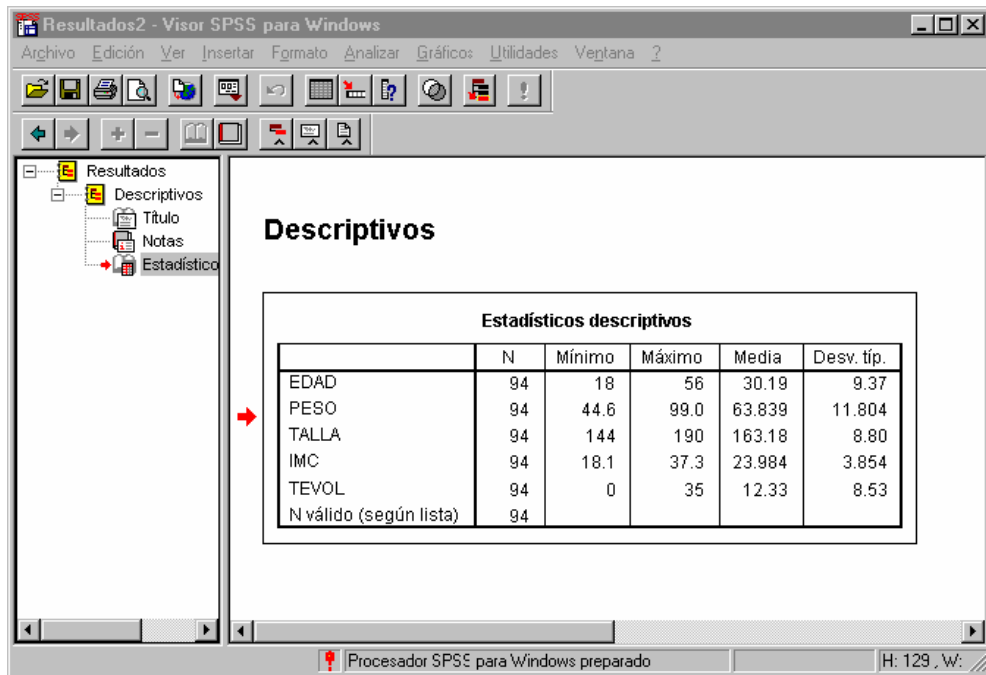 Resultados2 - Visor SPSS para Windows
Archivo Edición Ver Insertar Formato Analizar Gráficos Utilidades Ventana ?
Resultados
Descriptivos
Título
Notas
Estadístico
Descriptivos
Estadísticos descriptivos
N Mínimo Máximo Media Desv. típ.
EDAD 94 18 56 30.19 9.37
PESO 94 44.6 99.0 63.839 11.804
TALLA 94 144 190 163.18 8.80
IMC 94 18.1 37.3 23.984 3.854
TEVOL 94 0 35 12.33 8.53
N válido (según lista) 94
Procesador SPSS para Windows preparado
H: 129 , W: